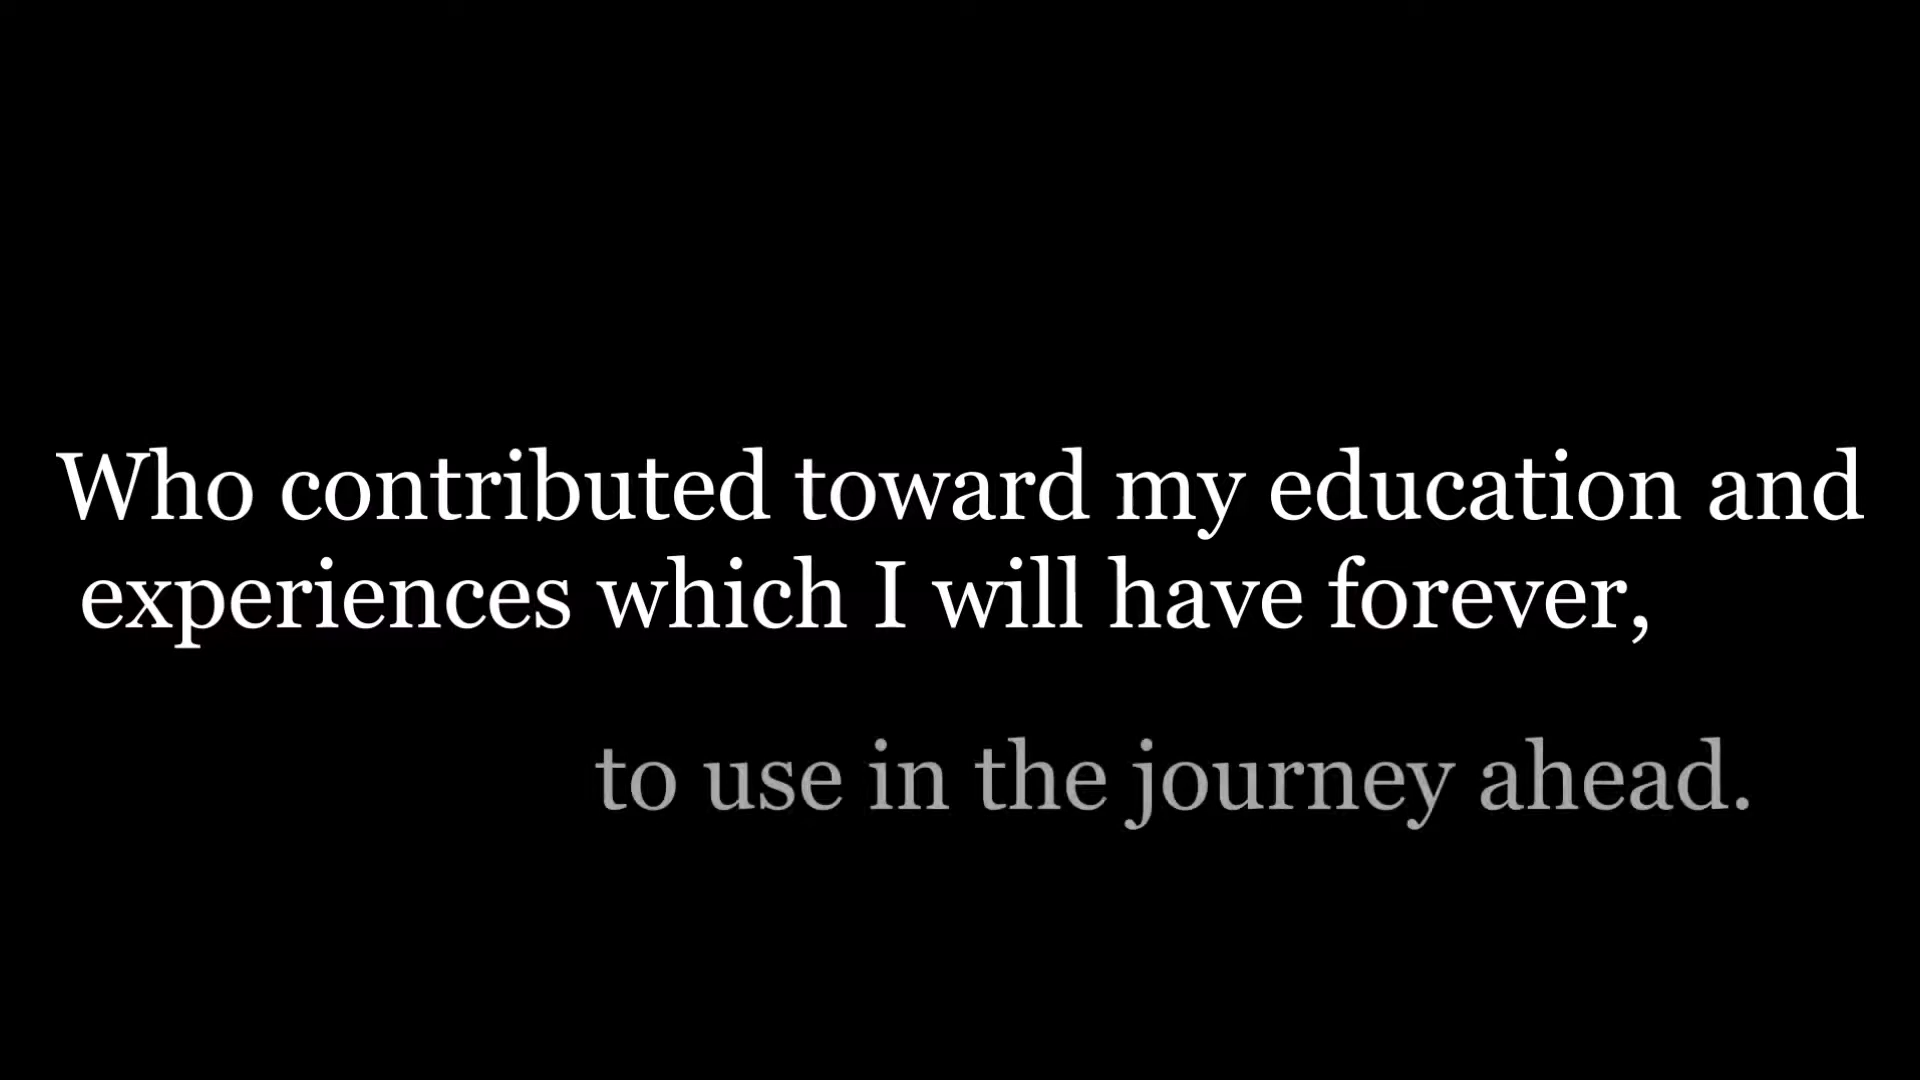 Who contributed toward my education and
experiences which I will have forever,
to use in the journey ahead.